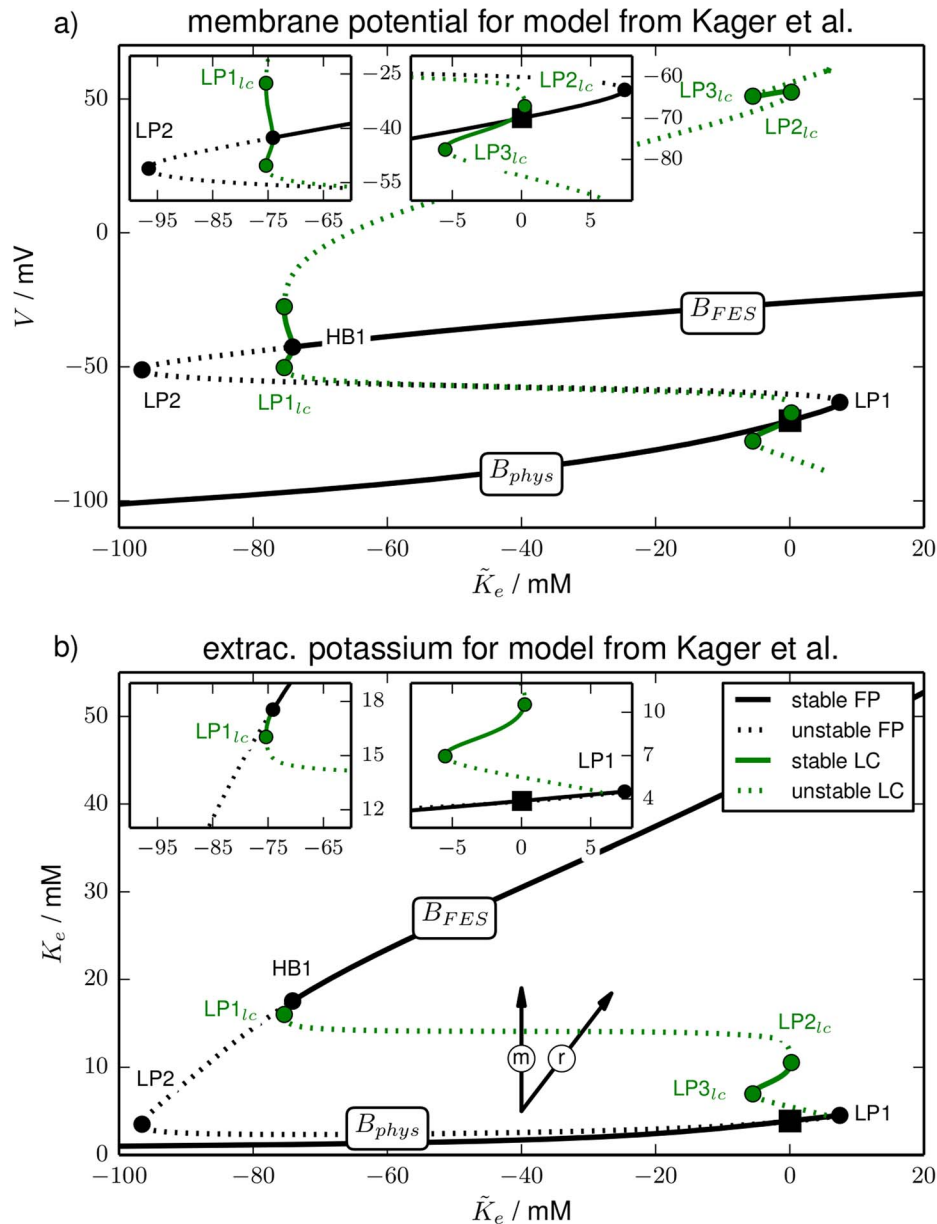 a) membrane potential for model from Kager et al.
LP1lc
LP2
−25
−40
−55
−95 −85 −75 −65
LP2lc
LP3lc
−60
−70
−80
−5 0 5
LP3lc
LP2lc
50
0
−50
−100
V / mV
HB1
B_FES
LP2
LP1lc
LP1
B_phys
−100 −80 −60 −40 −20 0 20
K̃e / mM
b) extrac. potassium for model from Kager et al.
LP1lc
18
15
12
−95 −85 −75 −65
LP1
10
7
4
−5 0 5
stable FP
unstable FP
stable LC
unstable LC
50
40
30
20
10
0
Ke / mM
B_FES
HB1
LP1lc
m r
LP2lc
LP2
LP3lc
LP1
B_phys
−100 −80 −60 −40 −20 0 20
K̃e / mM